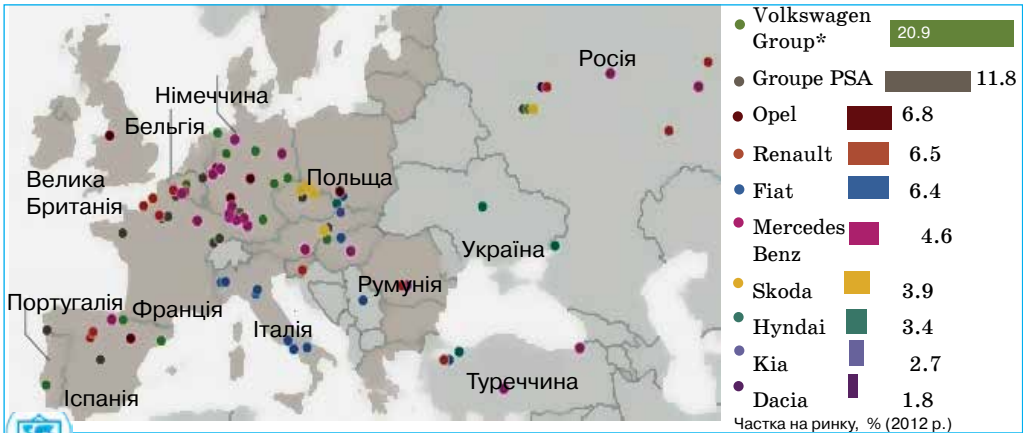 Росія
Німеччина
Бельгія
Велика
Британія
Польща
Україна
Румунія
Португалія
Франція
Італія
Іспанія
Туреччина
Volkswagen
Group*
20.9
Groupe PSA
11.8
Opel
6.8
Renault
6.5
Fiat
6.4
Mercedes
Benz
4.6
Skoda
3.9
Hyndai
3.4
Kia
2.7
Dacia
1.8
Частка на ринку, % (2012 р.)